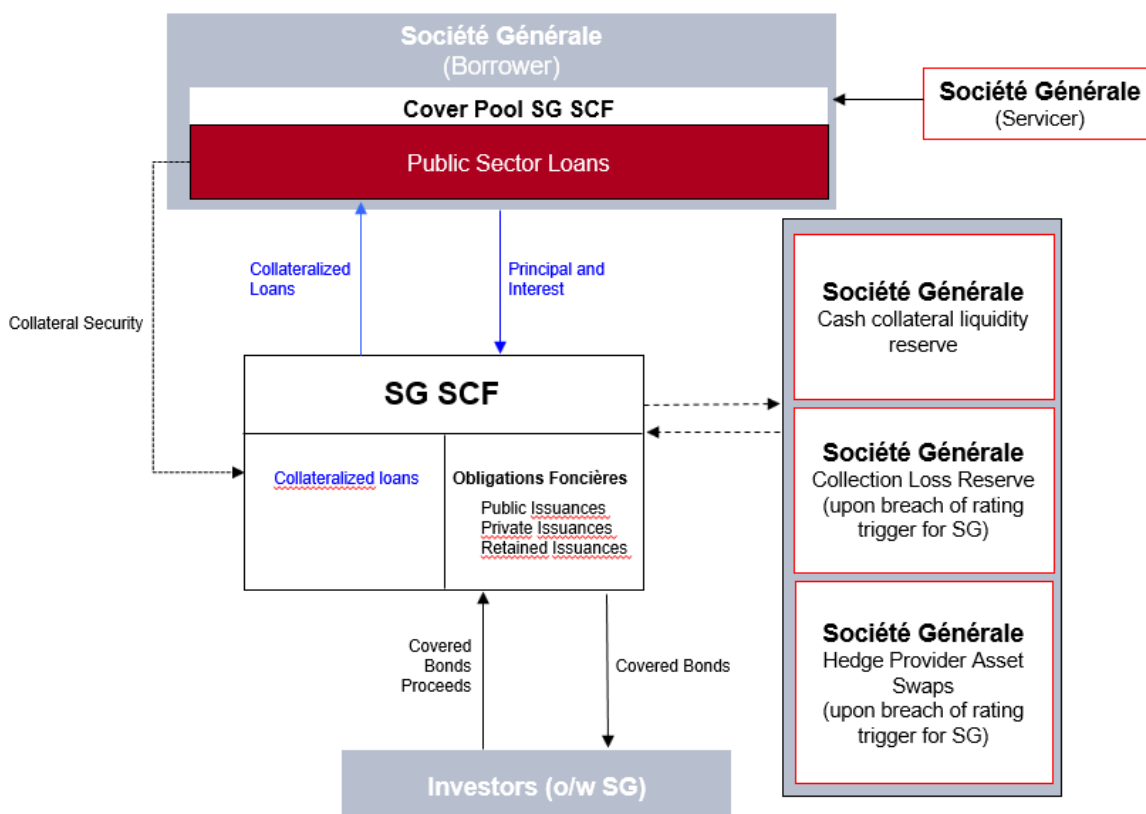 Société Générale
(Borrower)
Cover Pool SG SCF
Public Sector Loans
Société Générale
(Servicer)
Collateralized
Loans
Principal and
Interest
Collateral Security
SG SCF
Collateralized loans
Obligations Foncières
Public Issuances
Private Issuances
Retained Issuances
Société Générale
Cash collateral liquidity
reserve
Société Générale
Collection Loss Reserve
(upon breach of rating
trigger for SG)
Société Générale
Hedge Provider Asset
Swaps
(upon breach of rating
trigger for SG)
Covered
Bonds
Proceeds
Covered Bonds
Investors (o/w SG)